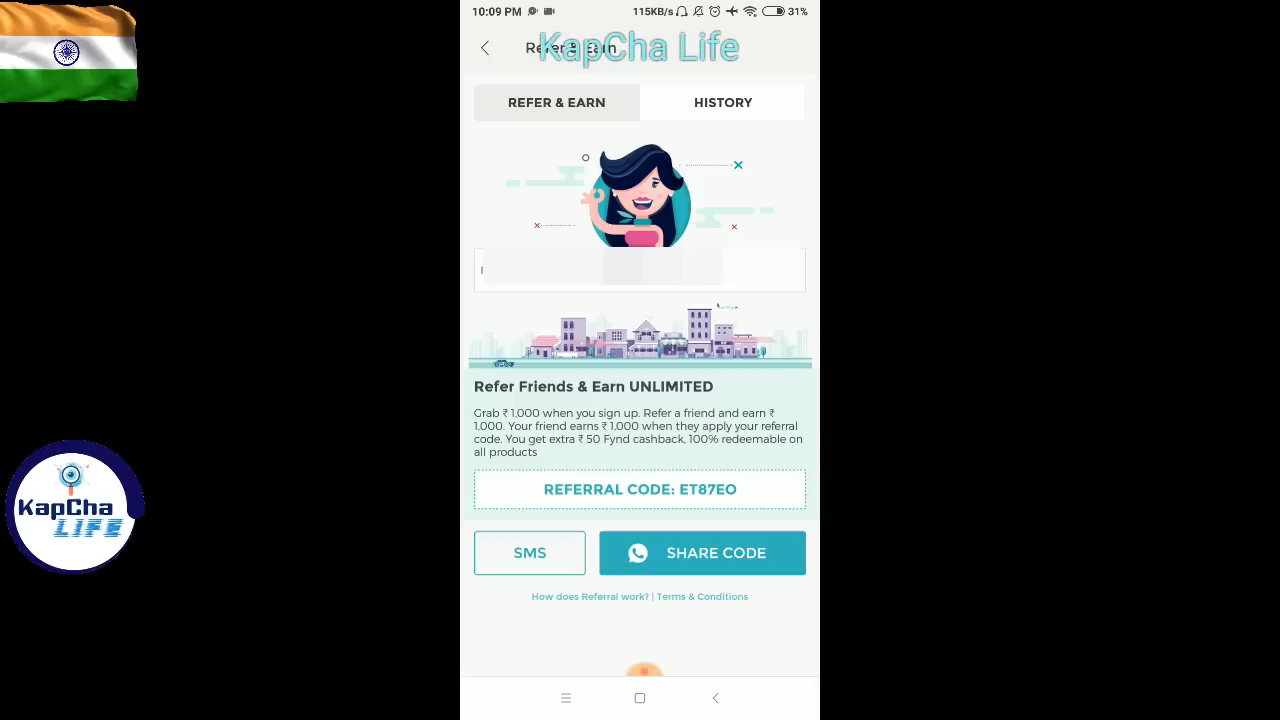 10:09 PM
115KB/s
31%
Refer & Earn
KapCha Life
REFER & EARN
HISTORY
Refer Friends & Earn UNLIMITED
Grab ₹ 1,000 when you sign up. Refer a friend and earn ₹
1,000. Your friend earns ₹ 1,000 when they apply your referral
code. You get extra ₹ 50 Fynd cashback, 100% redeemable on
all products
REFERRAL CODE: ET87EO
SMS
SHARE CODE
How does Referral work? | Terms & Conditions
KapCha
LIFE